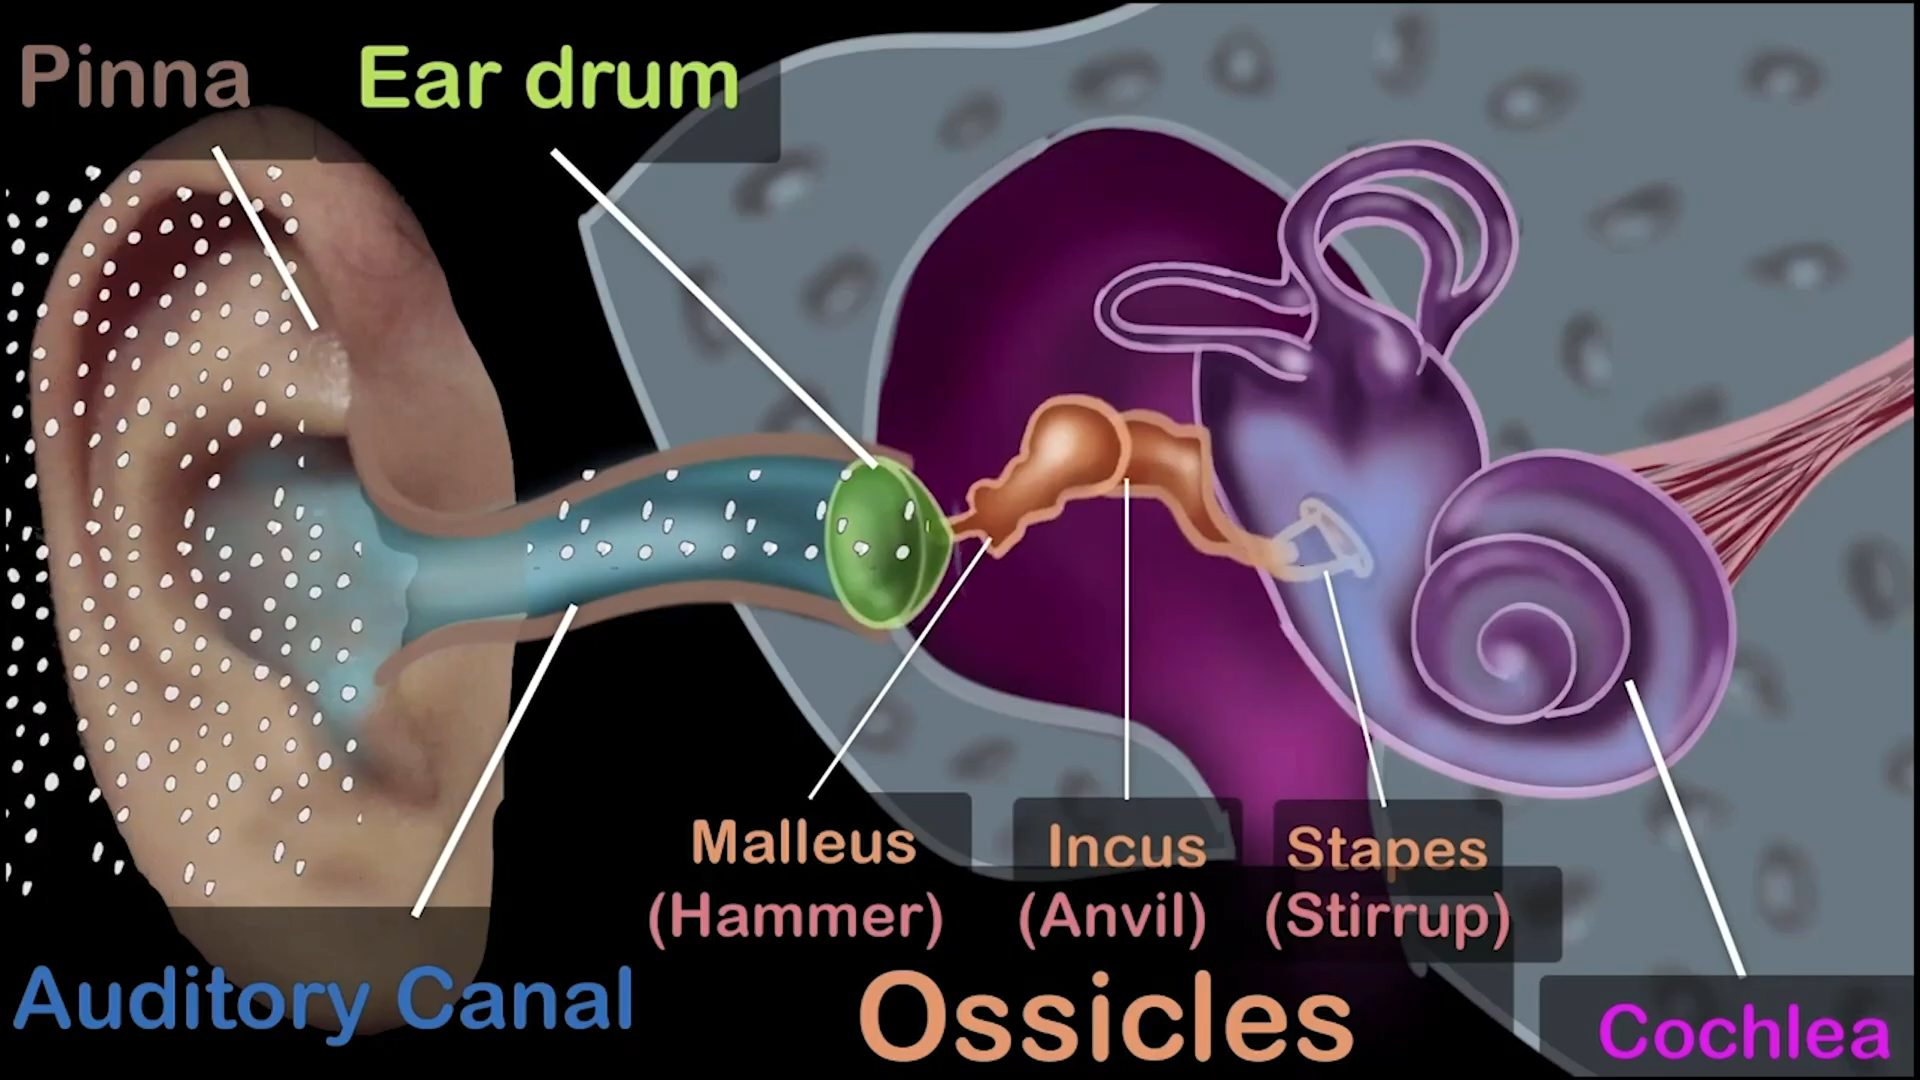 Pinna
Ear drum
Malleus
(Hammer)
Incus
(Anvil)
Stapes
(Stirrup)
Auditory Canal
Ossicles
Cochlea